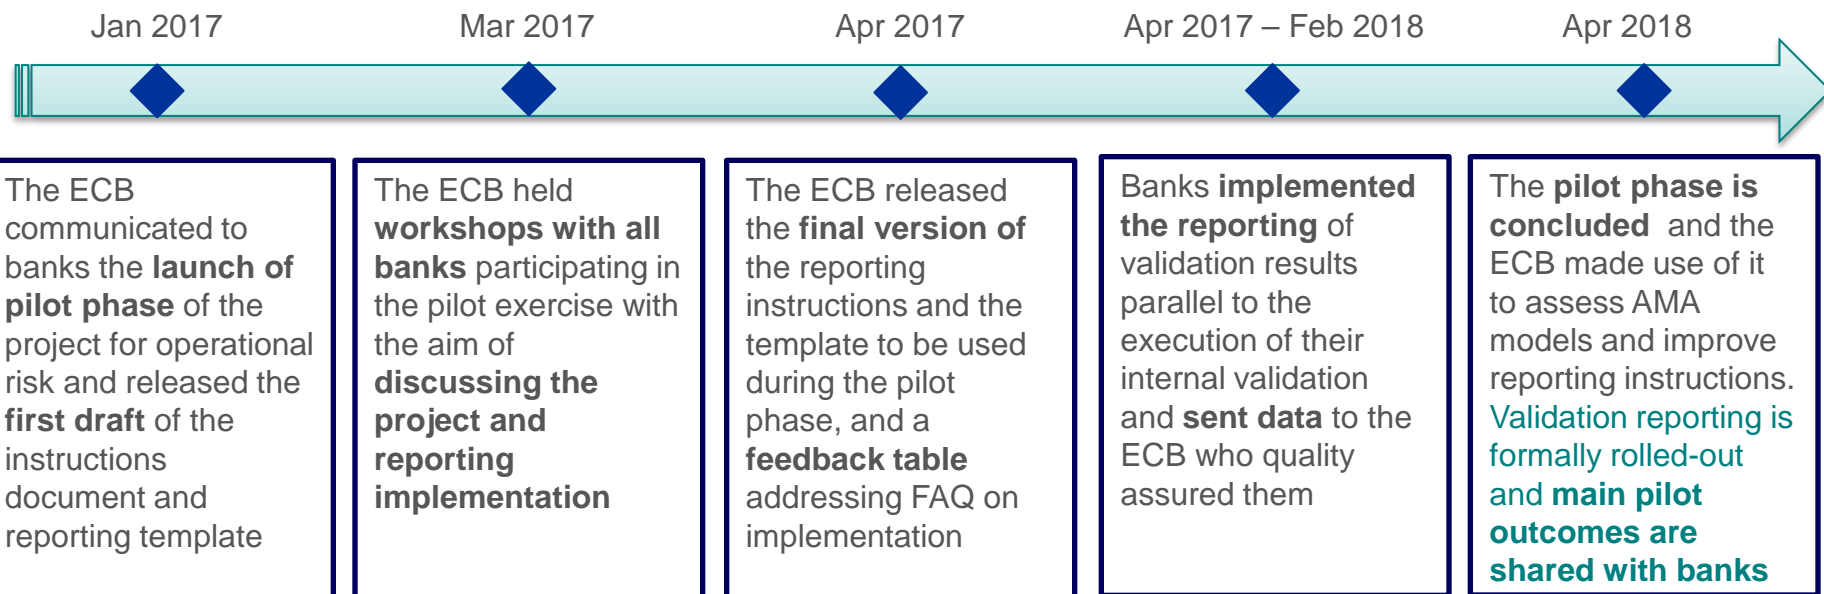 Jan 2017
Mar 2017
Apr 2017
Apr 2017 – Feb 2018
Apr 2018
The ECB
communicated to
banks the launch of
pilot phase of the
project for operational
risk and released the
first draft of the
instructions
document and
reporting template
The ECB held
workshops with all
banks participating in
the pilot exercise with
the aim of
discussing the
project and
reporting
implementation
The ECB released
the final version of
the reporting
instructions and the
template to be used
during the pilot
phase, and a
feedback table
addressing FAQ on
implementation
Banks implemented
the reporting of
validation results
parallel to the
execution of their
internal validation
and sent data to the
ECB who quality
assured them
The pilot phase is
concluded and the
ECB made use of it
to assess AMA
models and improve
reporting instructions.
Validation reporting is
formally rolled-out
and main pilot
outcomes are
shared with banks